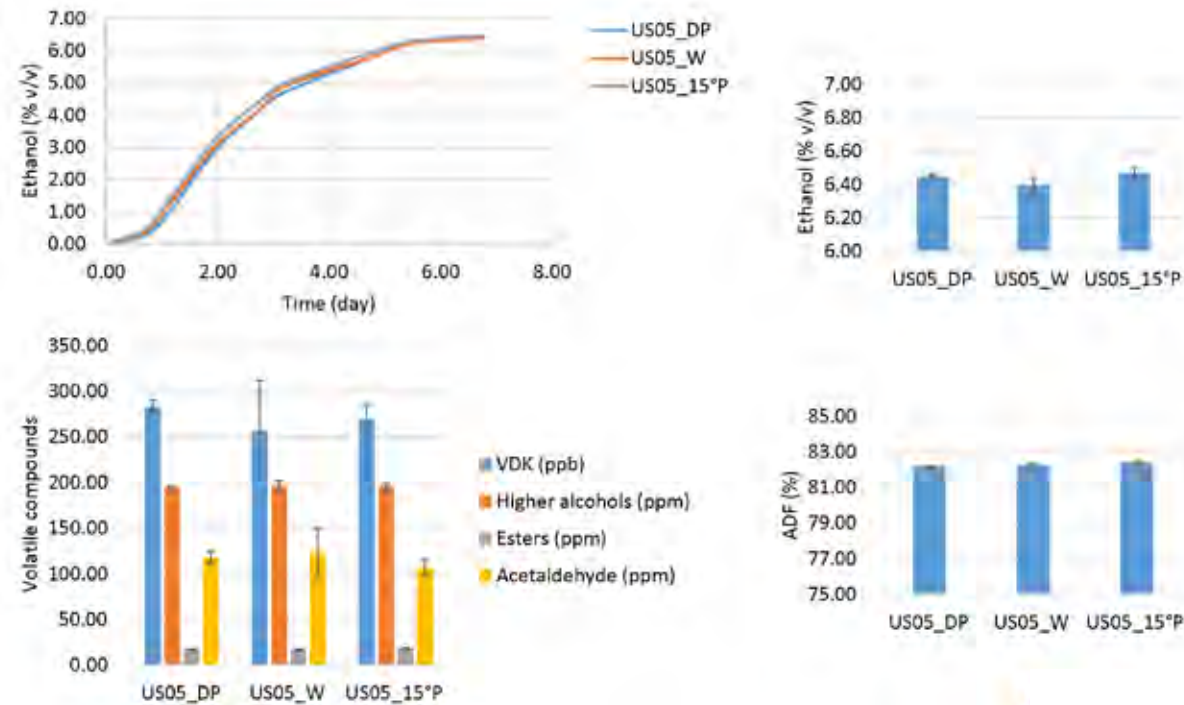 7.00
6.00
5.00
4.00
3.00
2.00
1.00
0.00
Ethanol (% v/v)
0.00 2.00 4.00 6.00 8.00
Time (day)
US05_DP
US05_W
US05_15°P
7.00
6.80
6.60
6.40
6.20
6.00
Ethanol (% v/v)
US05_DP US05_W US05_15°P
350.00
300.00
250.00
200.00
150.00
100.00
50.00
0.00
Volatile compounds
US05_DP US05_W US05_15°P
VDK (ppb)
Higher alcohols (ppm)
Esters (ppm)
Acetaldehyde (ppm)
85.00
83.00
81.00
79.00
77.00
75.00
ADF (%)
US05_DP US05_W US05_15°P